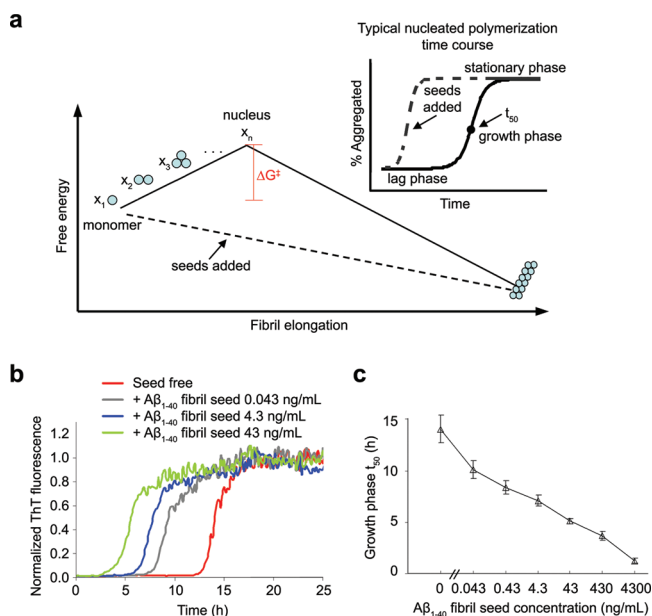 a
Typical nucleated polymerization
time course
stationary phase
seeds
added
t50
growth phase
lag phase
% Aggregated
Time
nucleus
xn
...
x3
x2
x1
monomer
ΔG‡
seeds added
Free energy
Fibril elongation
b
Seed free
+ Aβ1-40 fibril seed 0.043 ng/mL
+ Aβ1-40 fibril seed 4.3 ng/mL
+ Aβ1-40 fibril seed 43 ng/mL
Normalized ThT fluorescence
1.2
1.0
0.8
0.6
0.4
0.2
0.0
0 5 10 15 20 25
Time (h)
c
Growth phase t50 (h)
15
10
5
0
0 0.043 0.43 4.3 43 430 4300
Aβ1-40 fibril seed concentration (ng/mL)